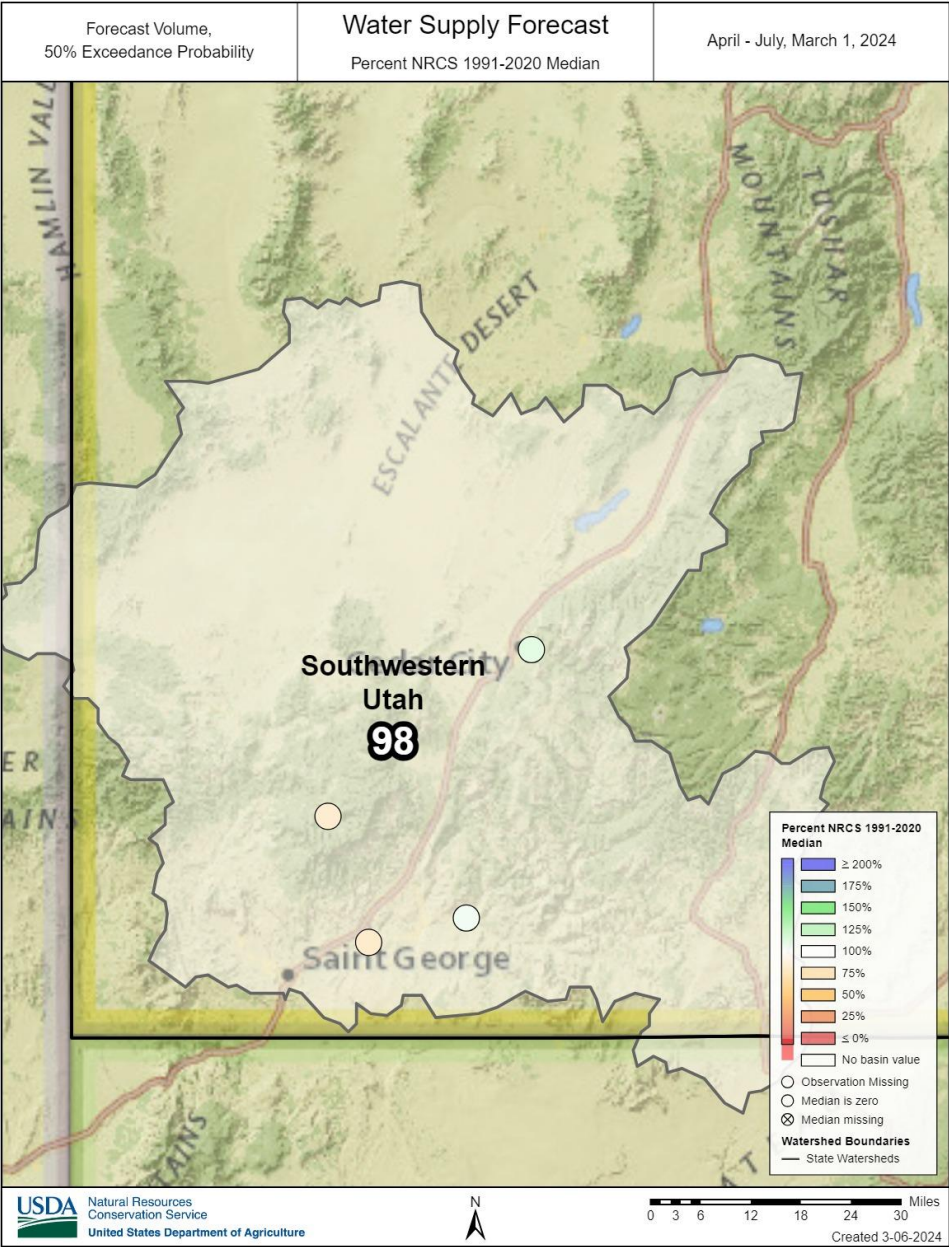 Forecast Volume,
50% Exceedance Probability
Water Supply Forecast
Percent NRCS 1991-2020 Median
April - July, March 1, 2024
HAMLIN VALL
MOUNTAINS
TUSHAR
ESCALANTE DESERT
Cedar City
Southwestern
Utah
98
ER
AINS
Saint George
TAINS
A T
Percent NRCS 1991-2020
Median
≥ 200%
175%
150%
125%
100%
75%
50%
25%
≤ 0%
No basin value
Observation Missing
Median is zero
Median missing
Watershed Boundaries
State Watersheds
USDA
Natural Resources
Conservation Service
United States Department of Agriculture
N
Miles
0 3 6 12 18 24 30
Created 3-06-2024